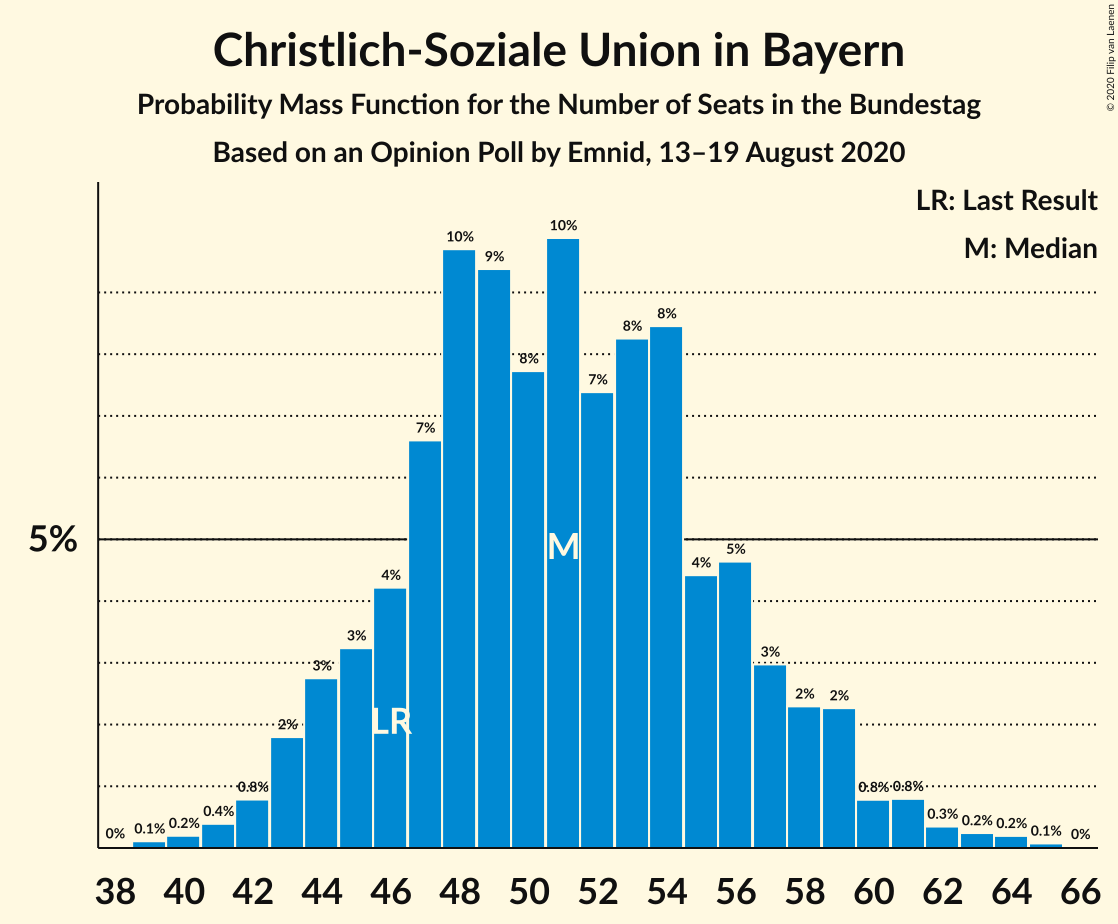 Christlich-Soziale Union in Bayern
Probability Mass Function for the Number of Seats in the Bundestag
Based on an Opinion Poll by Emnid, 13–19 August 2020
© 2020 Filip van Laenen
LR: Last Result
M: Median
5%
0% 0.1% 0.2% 0.4% 0.8% 2% 3% 3% 4% 7% 10% 9% 8% 10% 7% 8% 8% 4% 5% 3% 2% 2% 0.8% 0.8% 0.3% 0.2% 0.2% 0.1% 0%
LR
M
38 40 42 44 46 48 50 52 54 56 58 60 62 64 66